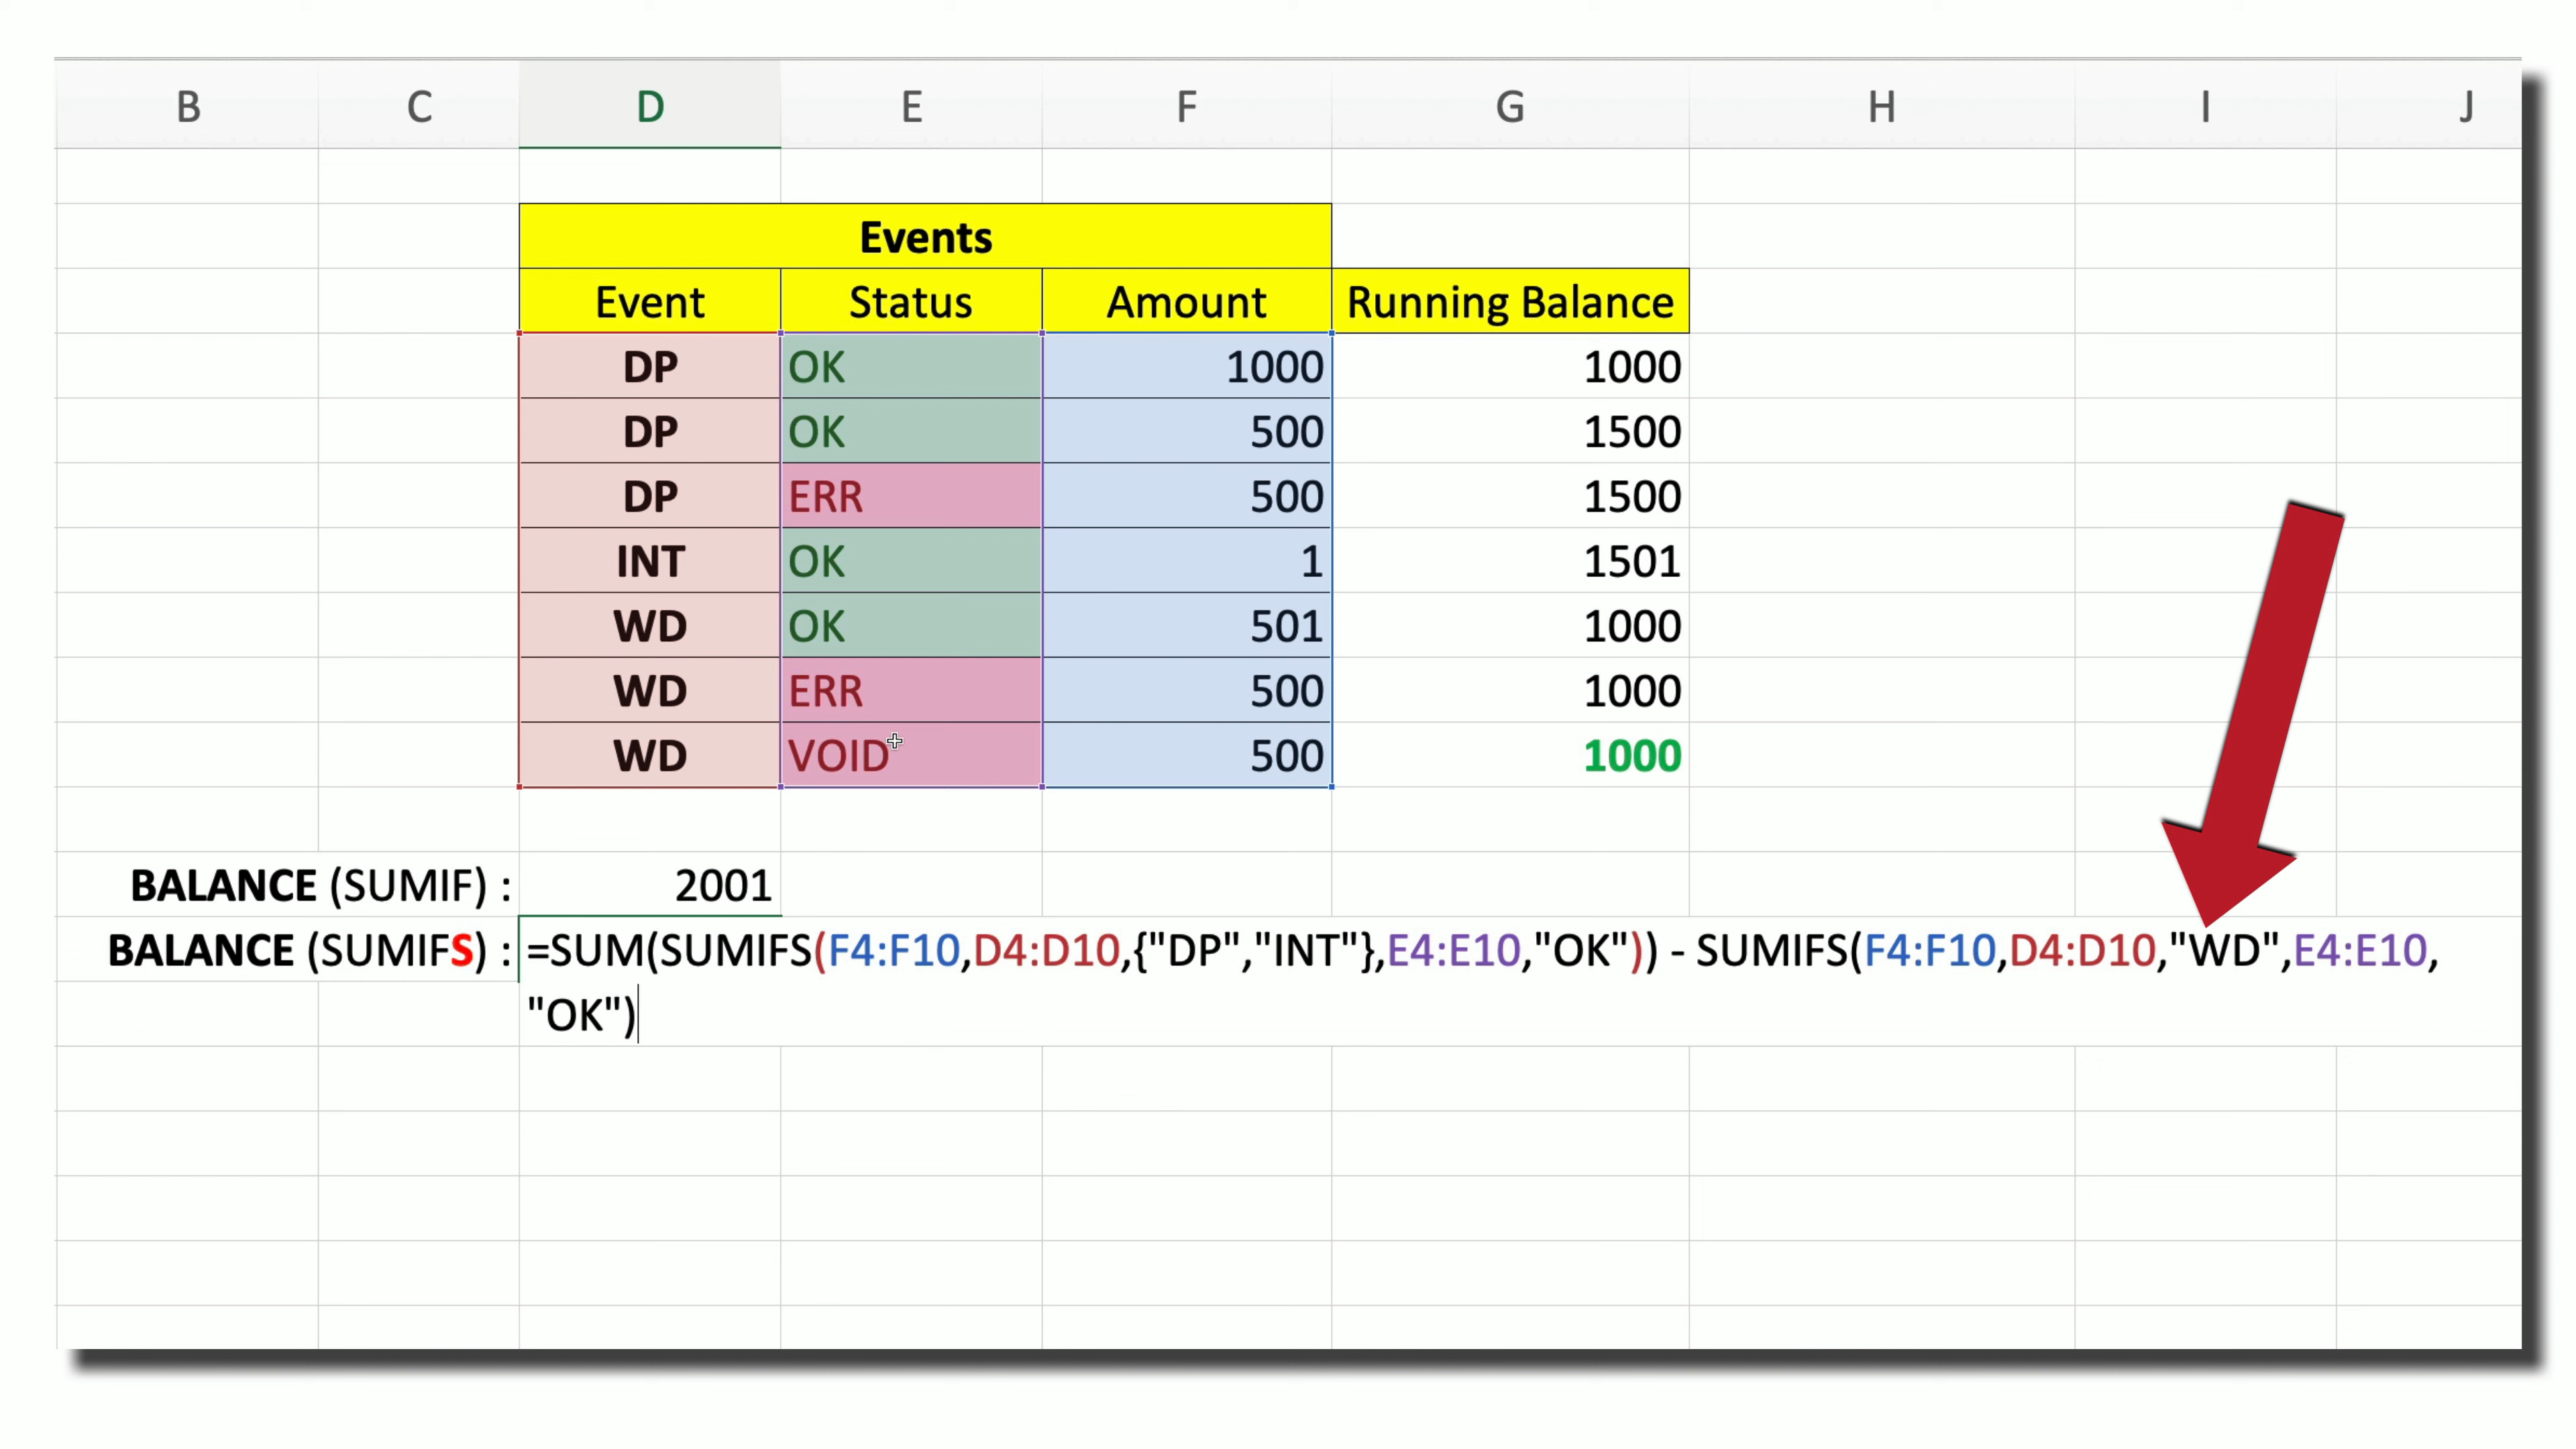 B C D E F G H I J
Events
Event Status Amount Running Balance
DP OK 1000 1000
DP OK 500 1500
DP ERR 500 1500
INT OK 1 1501
WD OK 501 1000
WD ERR 500 1000
WD VOID 500 1000
BALANCE (SUMIF) : 2001
BALANCE (SUMIFS) : =SUM(SUMIFS(F4:F10,D4:D10,{"DP","INT"},E4:E10,"OK")) - SUMIFS(F4:F10,D4:D10,"WD",E4:E10,
"OK")